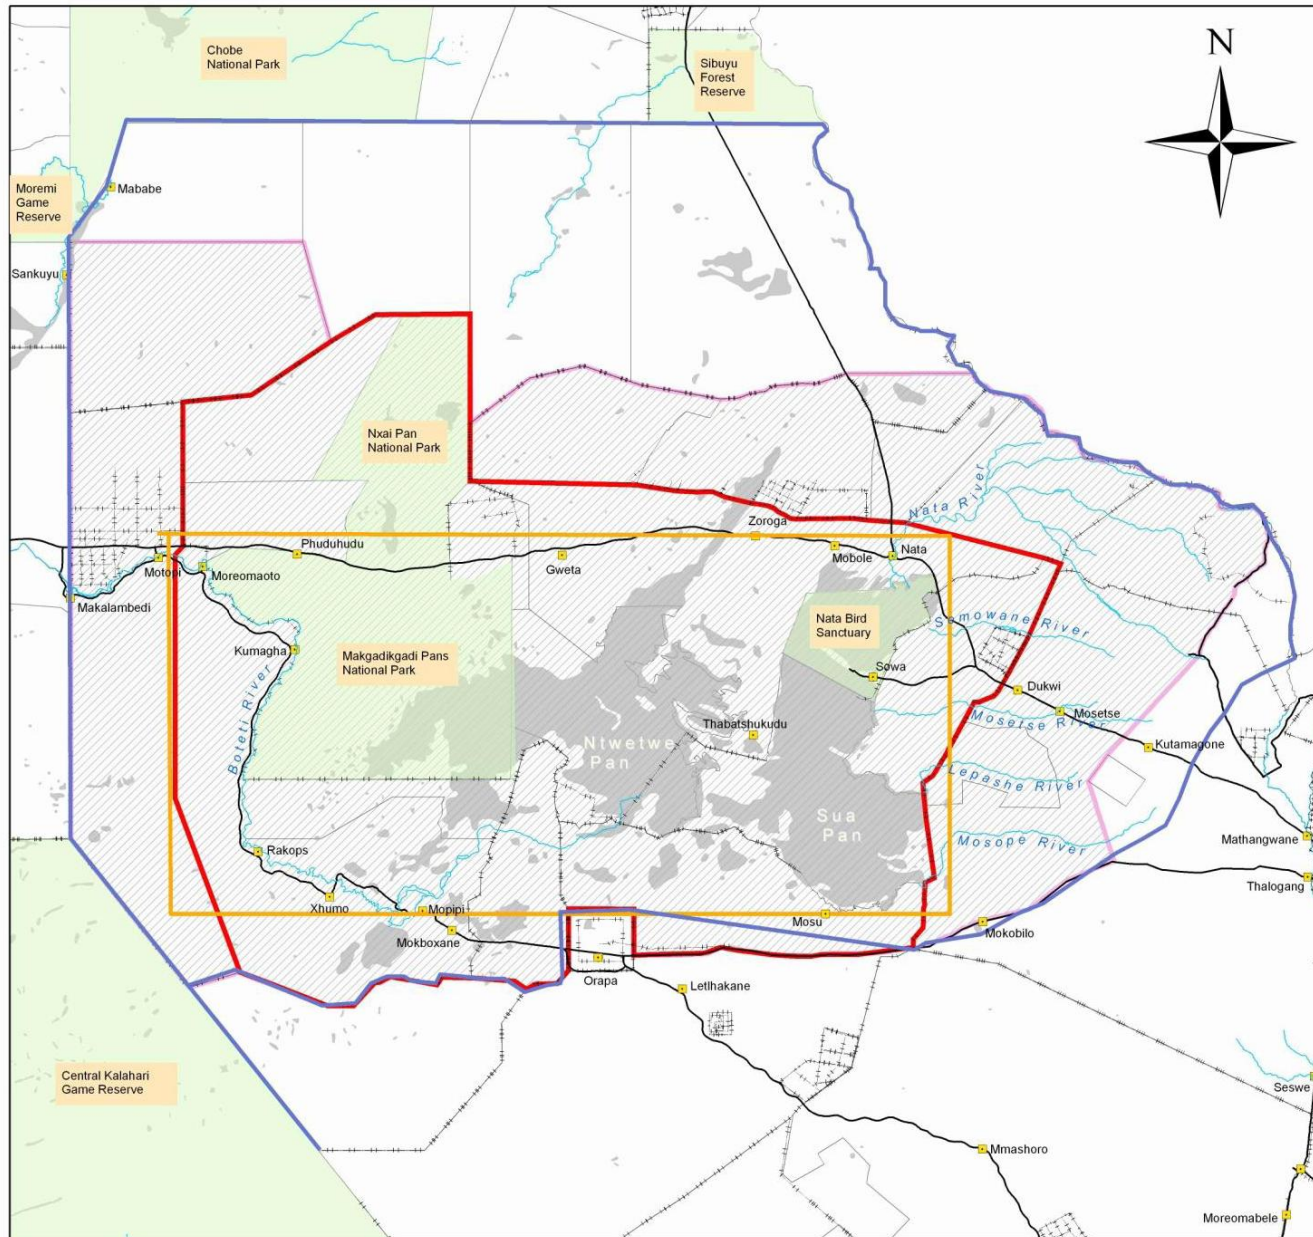 Chobe
National Park
Sibuyu
Forest
Reserve
N
Moremi
Game
Reserve
Mababe
Sankuyu
Nxai Pan
National Park
Nata River
Zoroga
Phuduhudu
Gweta
Mobole
Nata
Motopi
Moreomaoto
Makalambedi
Nata Bird
Sanctuary
Semowane River
Kumagha
Makgadikgadi Pans
National Park
Sowa
Dukwi
Boteti River
Mosetse
Mosetse River
Thabatshukudu
Ntwetwe
Pan
Kutamagone
Lepashe River
Sua
Pan
Mosope River
Mathangwane
Rakops
Thalogang
Xhumo
Mopipi
Mosu
Mokobilo
Mokboxane
Orapa
Letlhakane
Central Kalahari
Game Reserve
Seswe
Mmashoro
Moreomabele